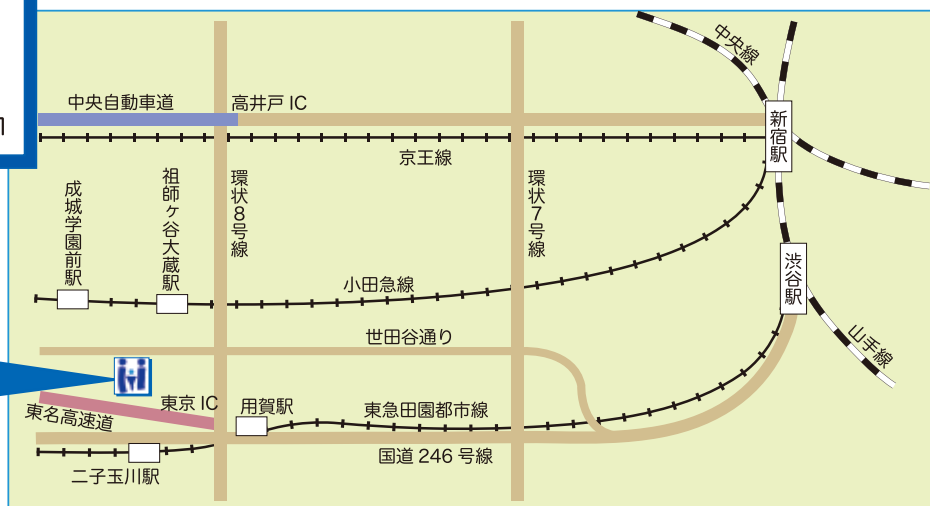 中央線
中央自動車道
高井戸 IC
新宿駅
京王線
成城学園前駅
祖師ヶ谷大蔵駅
環状8号線
環状7号線
渋谷駅
小田急線
世田谷通り
山手線
東京 IC
用賀駅
東急田園都市線
東名高速道
国道 246 号線
二子玉川駅